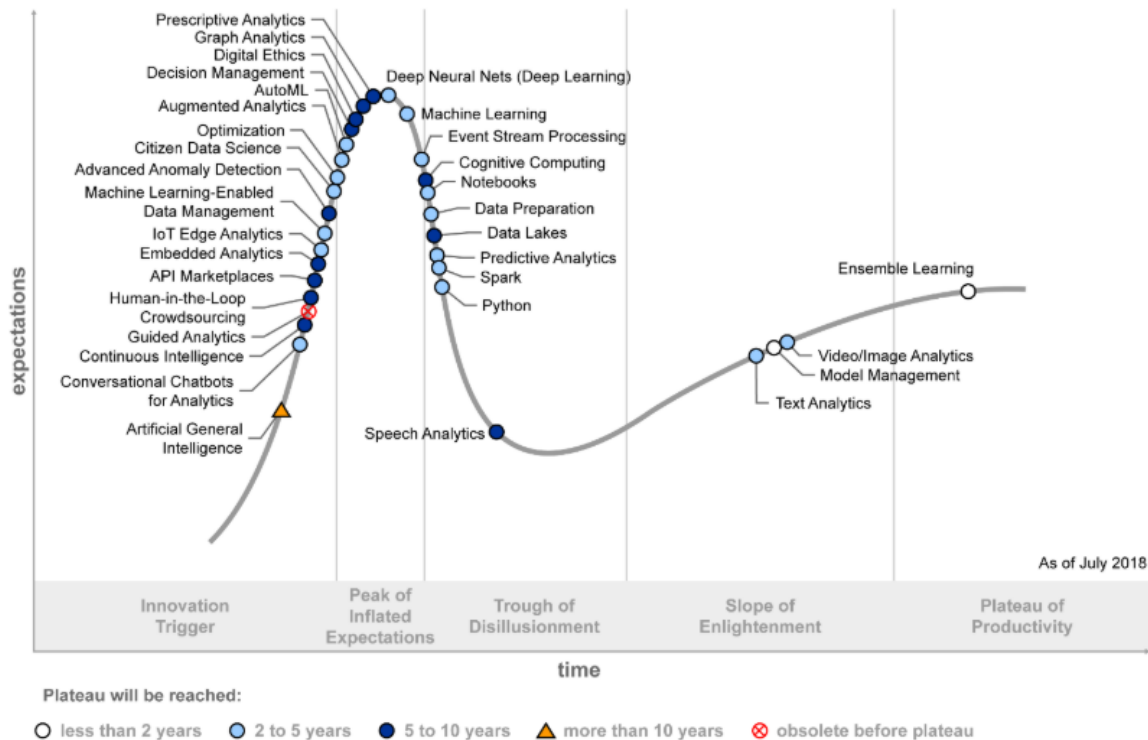 Prescriptive Analytics
Graph Analytics
Digital Ethics
Decision Management
AutoML
Augmented Analytics
Optimization
Citizen Data Science
Advanced Anomaly Detection
Machine Learning-Enabled
Data Management
IoT Edge Analytics
Embedded Analytics
API Marketplaces
Human-in-the-Loop
Crowdsourcing
Guided Analytics
Continuous Intelligence
Conversational Chatbots
for Analytics
Artificial General
Intelligence
Deep Neural Nets (Deep Learning)
Machine Learning
Event Stream Processing
Cognitive Computing
Notebooks
Data Preparation
Data Lakes
Predictive Analytics
Spark
Python
Speech Analytics
Ensemble Learning
Video/Image Analytics
Model Management
Text Analytics
expectations
As of July 2018
Innovation
Trigger
Peak of
Inflated
Expectations
Trough of
Disillusionment
Slope of
Enlightenment
Plateau of
Productivity
time
Plateau will be reached:
less than 2 years
2 to 5 years
5 to 10 years
more than 10 years
obsolete before plateau